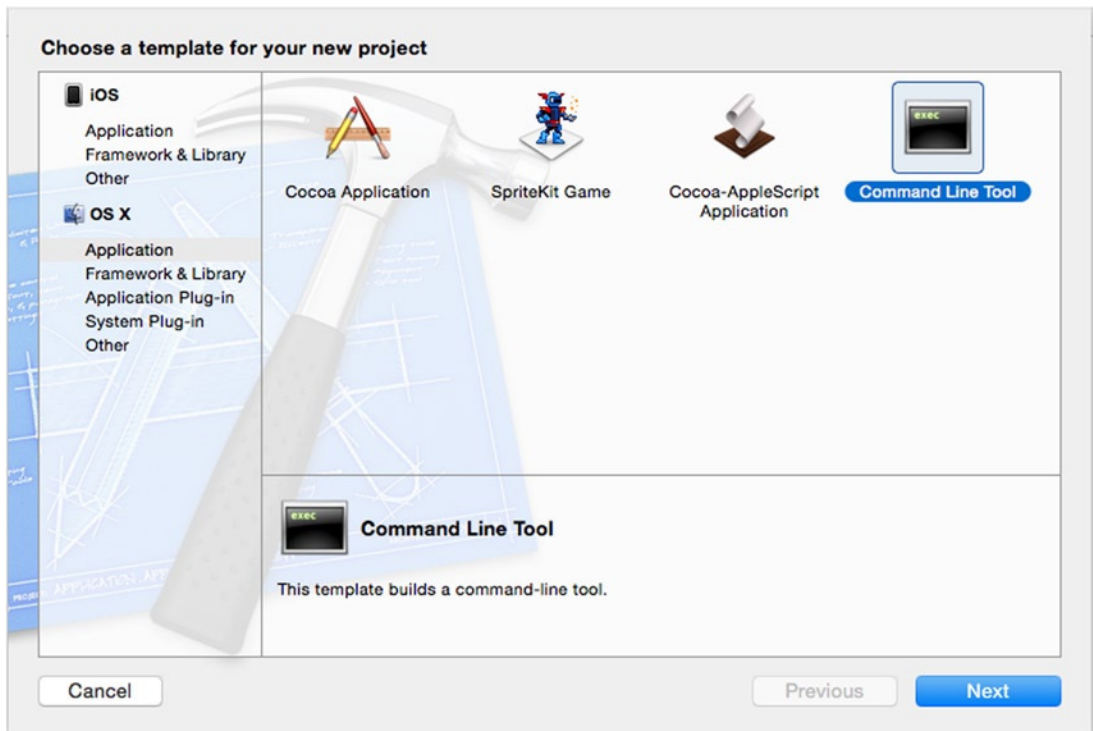 Choose a template for your new project
iOS
Application
Framework & Library
Other
OS X
Application
Framework & Library
Application Plug-in
System Plug-in
Other
Cocoa Application
SpriteKit Game
Cocoa-AppleScript
Application
exec
Command Line Tool
exec
Command Line Tool
This template builds a command-line tool.
Cancel
Previous
Next